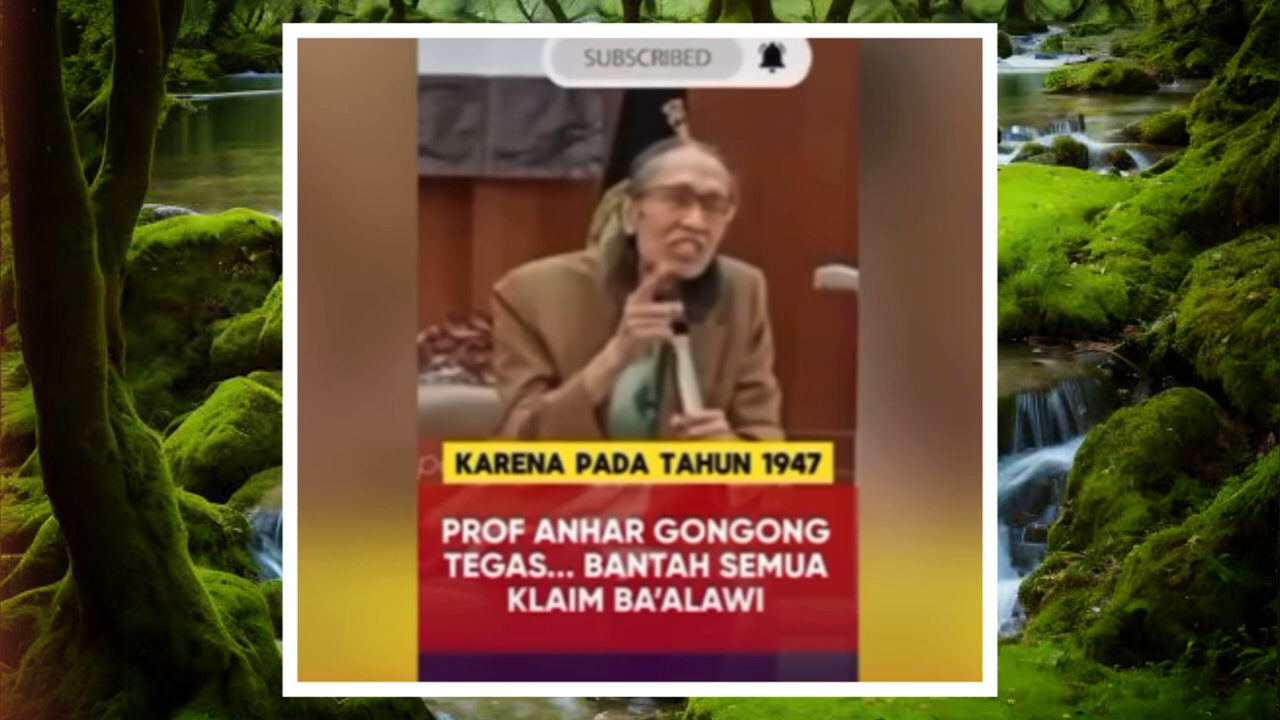 SUBSCRIBED
KARENA PADA TAHUN 1947
PROF ANHAR GONGONG
TEGAS... BANTAH SEMUA
KLAIM BA'ALAWI